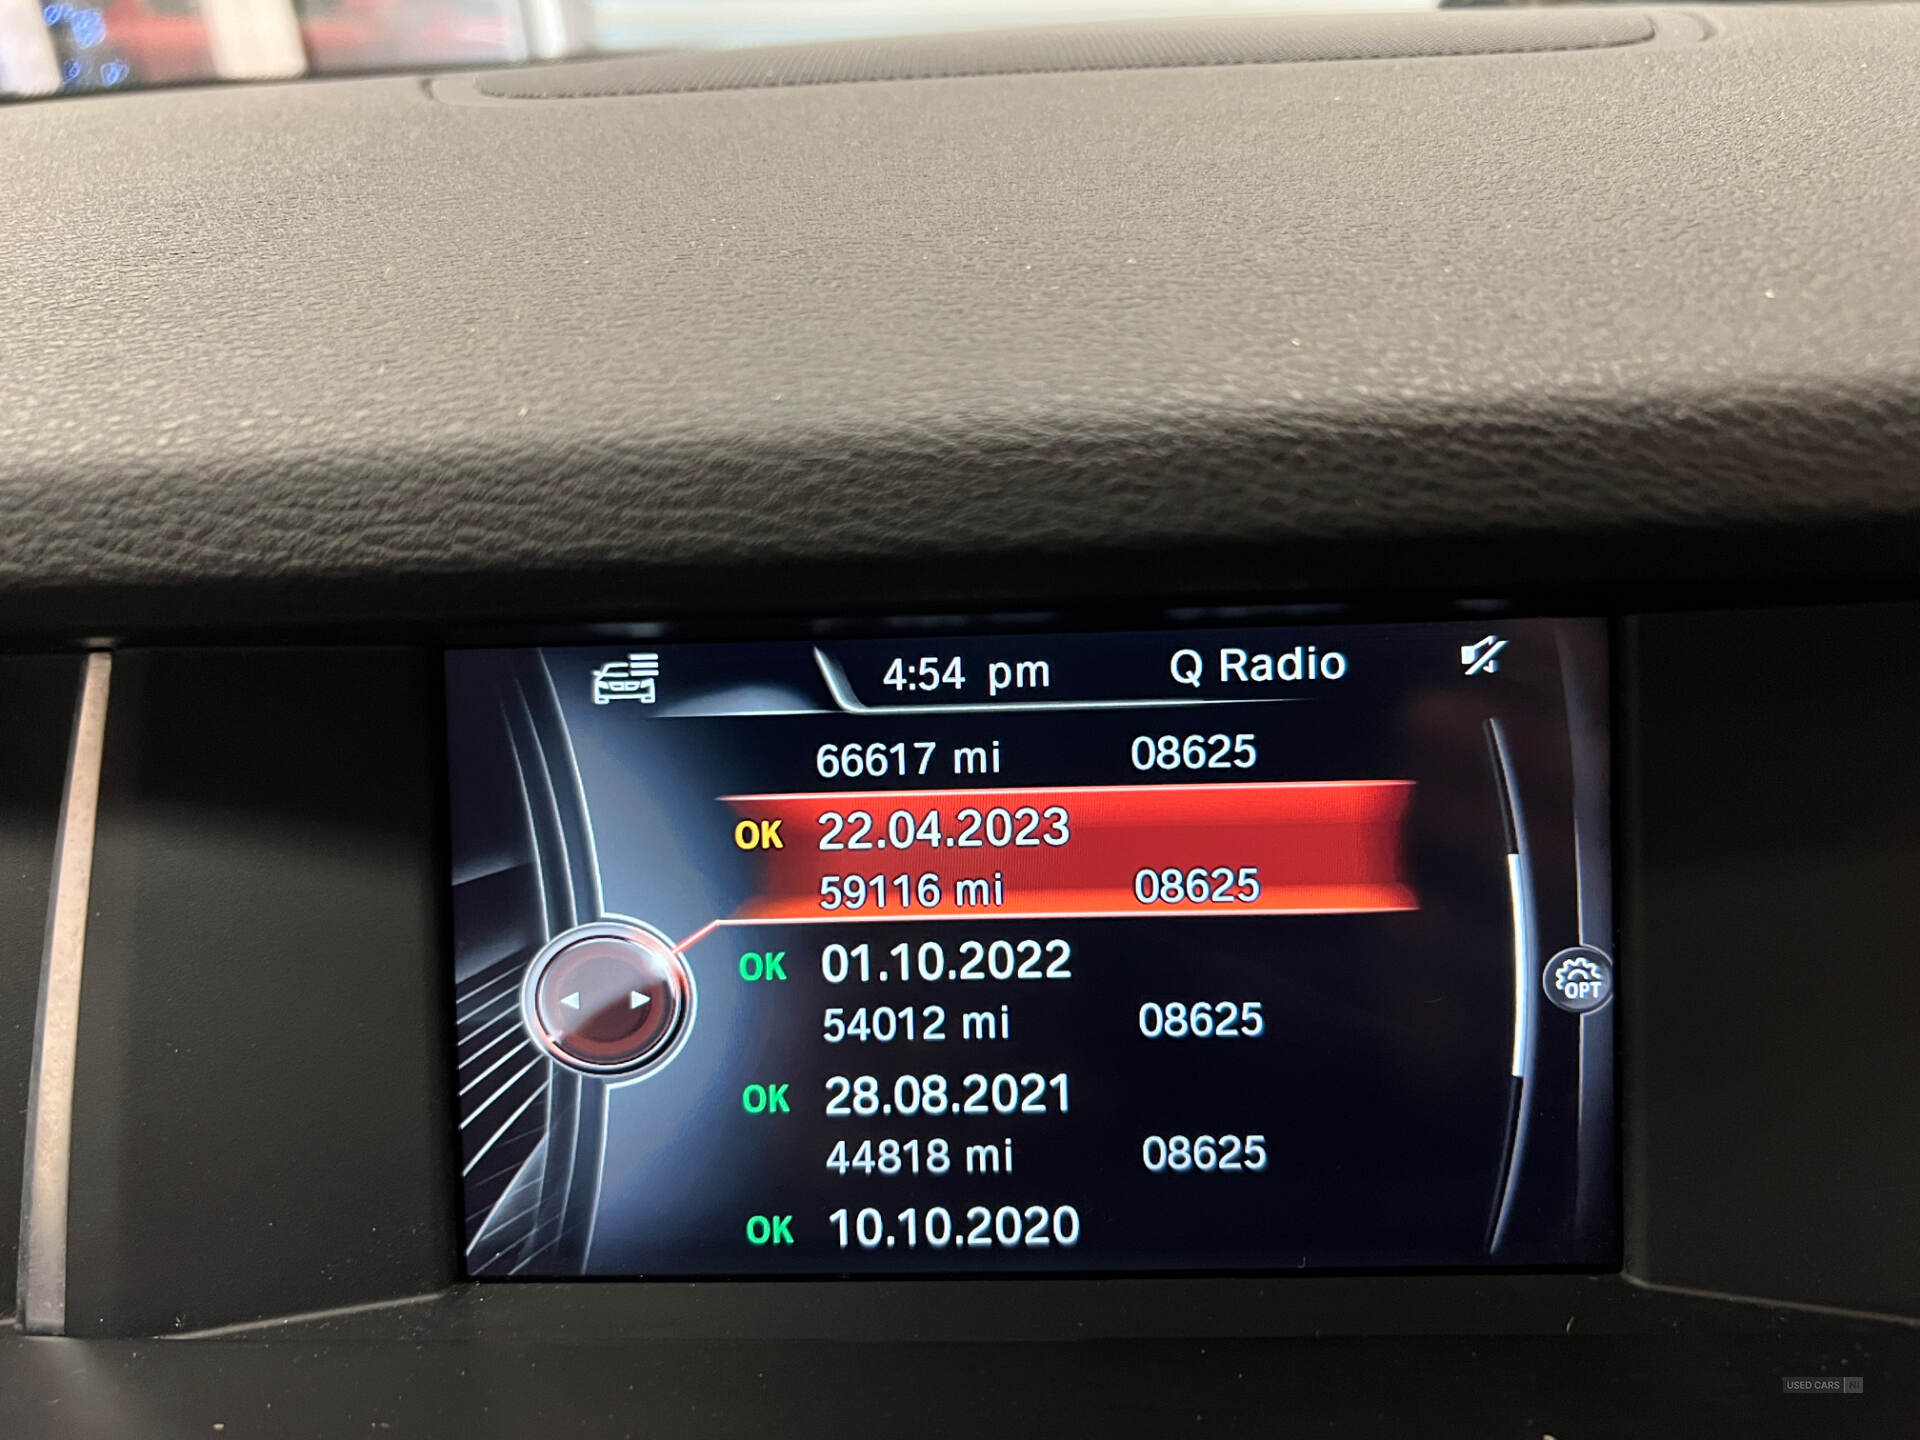 4:54 pm Q Radio
66617 mi 08625
OK 22.04.2023
59116 mi 08625
OK 01.10.2022
54012 mi 08625
OK 28.08.2021
44818 mi 08625
OK 10.10.2020
OPT
USED CARS NI